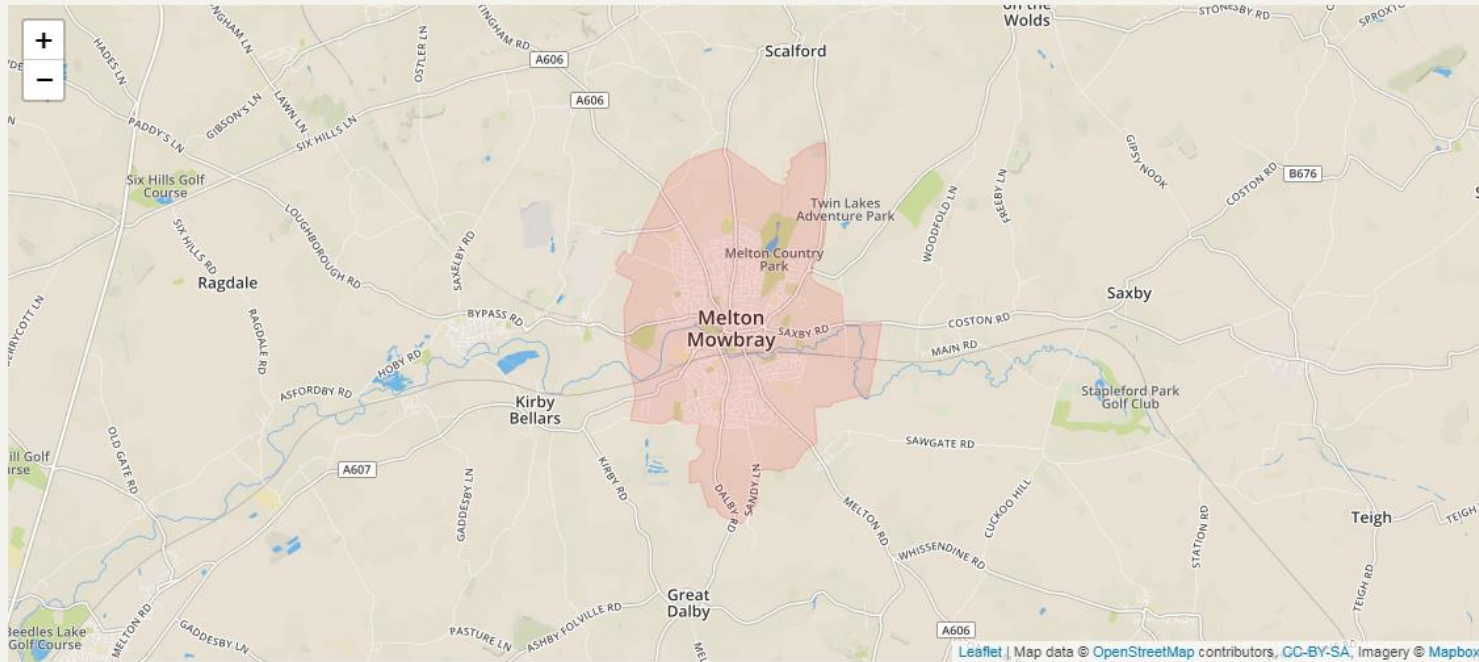 +
−
on the
Wolds
STONESBY RD
Scalford
A606
A606
HADES LN
OSTLER LN
GIBSON'S LN
LAWN LN
PADDY'S LN
SIX HILLS LN
GIPSY NOOK
COSTON RD
B676
Six Hills Golf
Course
Twin Lakes
Adventure Park
WOODFOLD LN
FREEBY LN
LOUGHBOROUGH RD
SIX HILLS RD
SAXELBY RD
Melton Country
Park
Ragdale
Saxby
Melton
Mowbray
SAXBY RD
BYPASS RD
COSTON RD
MAIN RD
RAGDALE RD
HOBY RD
ASFORDBY RD
Kirby
Bellars
Stapleford Park
Golf Club
SAWGATE RD
OLD GATE RD
A607
KIRBY RD
GADDESBY LN
DALBY RD
SANDY LN
MELTON RD
CUCKOO HILL
STATION RD
Teigh
WHISSENDINE RD
TEIGH RD
Great
Dalby
MELTON RD
Beedles Lake
Golf Course
GADDESBY LN
PASTURE LN
ASHBY FOLVILLE RD
A606
Leaflet | Map data © OpenStreetMap contributors, CC-BY-SA, Imagery © Mapbox